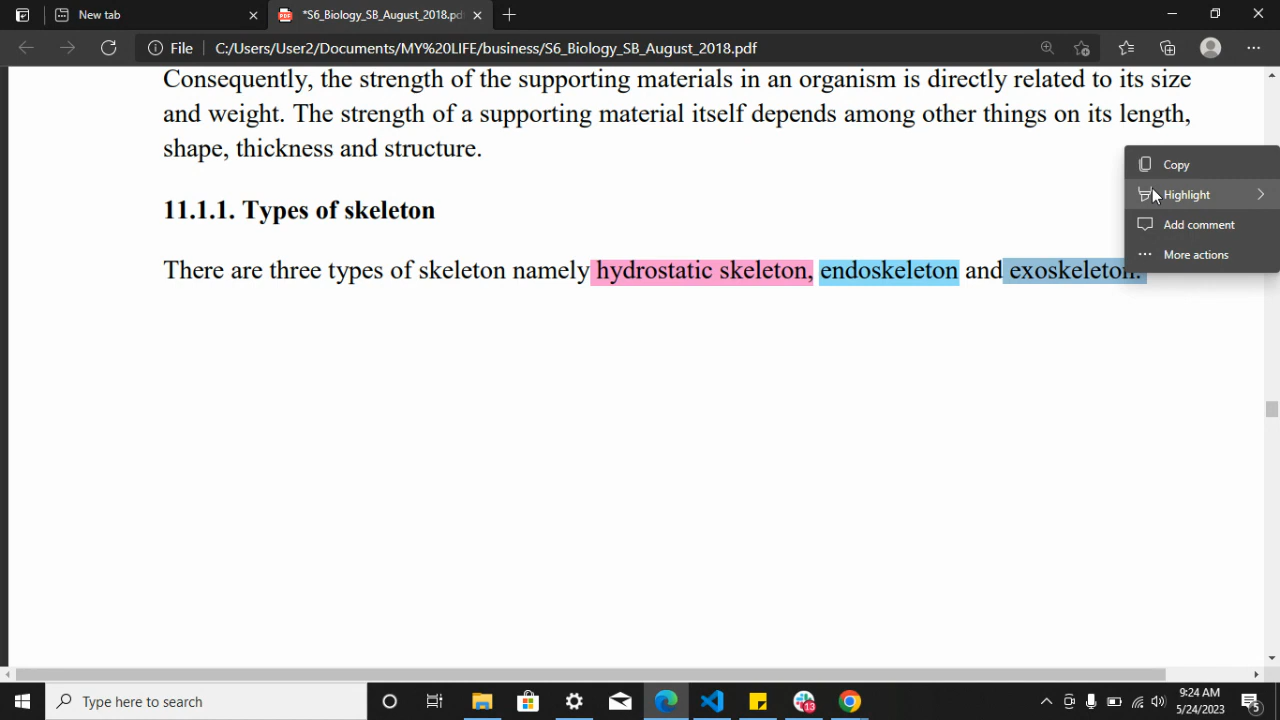 New tab
*S6_Biology_SB_August_2018.pdf
File
C:/Users/User2/Documents/MY%20LIFE/business/S6_Biology_SB_August_2018.pdf
Consequently, the strength of the supporting materials in an organism is directly related to its size
and weight. The strength of a supporting material itself depends among other things on its length,
shape, thickness and structure.
11.1.1. Types of skeleton
There are three types of skeleton namely hydrostatic skeleton, endoskeleton and exoskeleton.
Copy
Highlight
Add comment
More actions
Type here to search
13
9:24 AM
5/24/2023
5